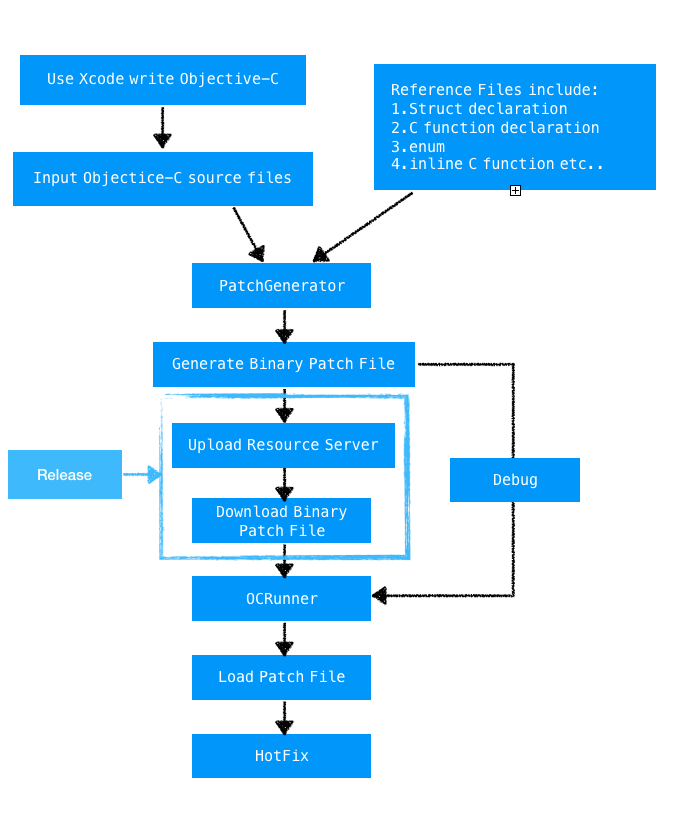 Use Xcode write Objective-C
Reference Files include:
1.Struct declaration
2.C function declaration
3.enum
4.inline C function etc..
Input Objectice-C source files
PatchGenerator
Generate Binary Patch File
Upload Resource Server
Release
Debug
Download Binary
Patch File
OCRunner
Load Patch File
HotFix